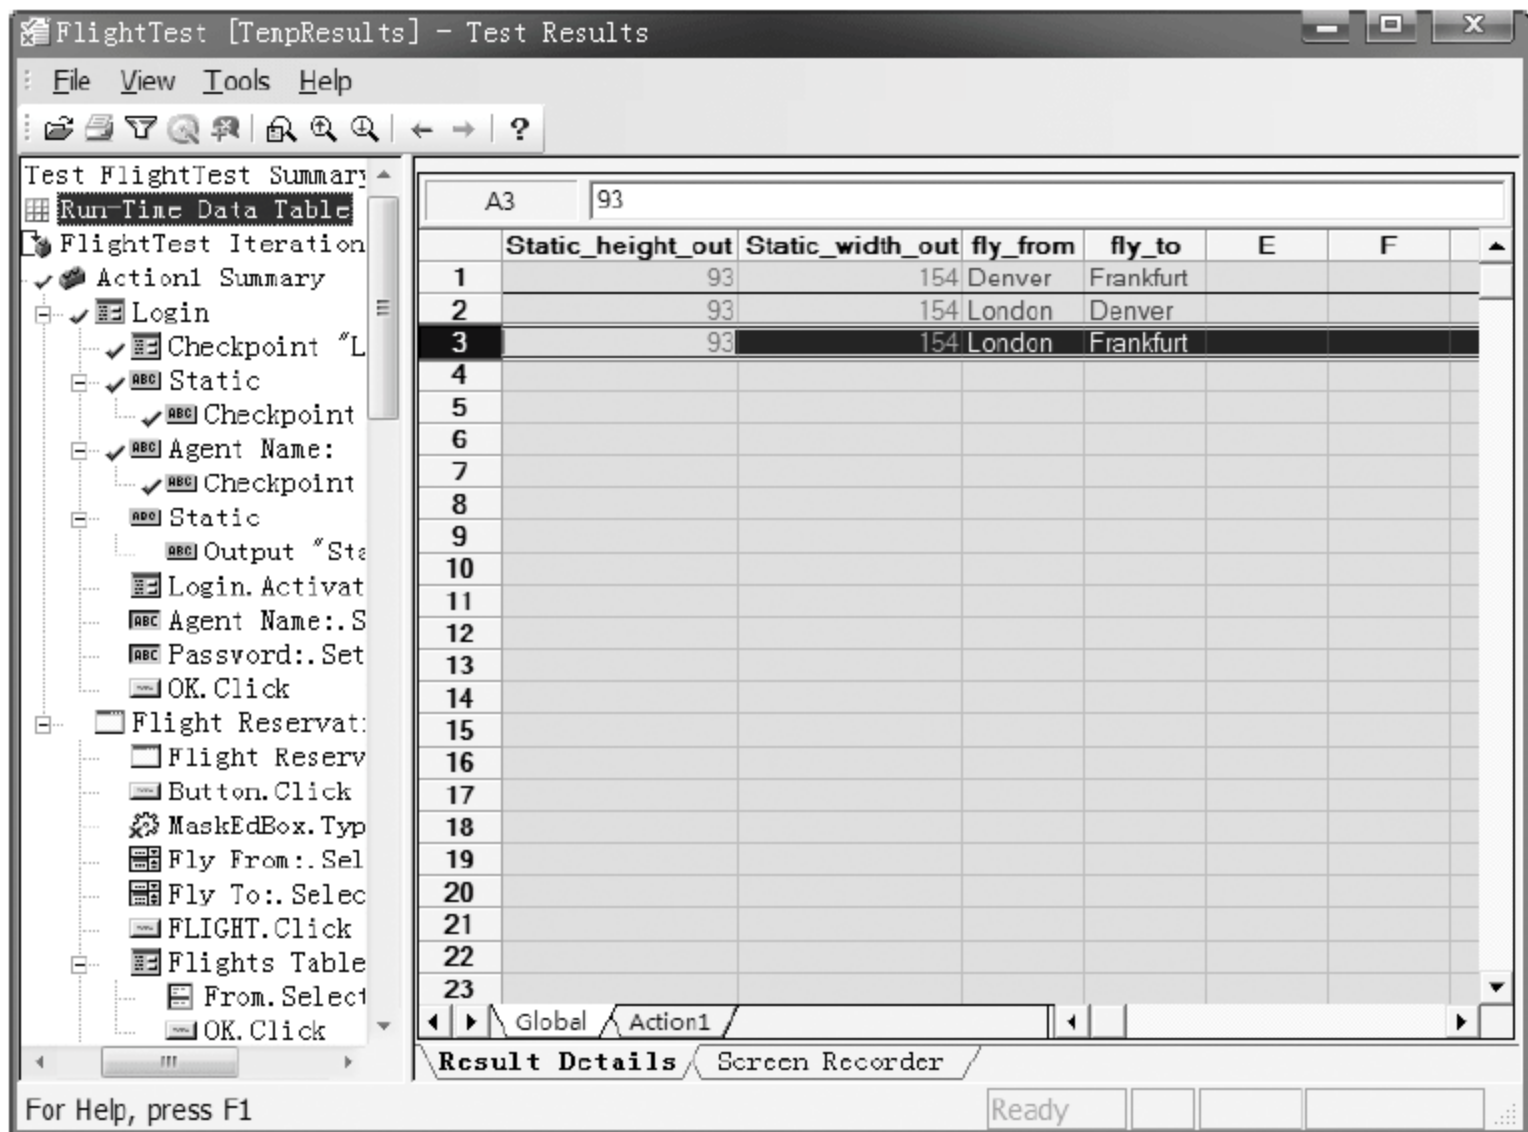 FlightTest [TempResults] - Test Results
File View Tools Help
Test FlightTest Summary
Run-Time Data Table
FlightTest Iteration
Action1 Summary
Login
Checkpoint "L
Static
Checkpoint
Agent Name:
Checkpoint
Static
Output "Sta
Login.Activat
Agent Name:.S
Password:.Set
OK.Click
Flight Reservat
Flight Reserv
Button.Click
MaskEdBox.Typ
Fly From:.Sel
Fly To:.Selec
FLIGHT.Click
Flights Table
From.Select
OK.Click
A3 93
Static_height_out Static_width_out fly_from fly_to E F
1 93 154 Denver Frankfurt
2 93 154 London Denver
3 93 154 London Frankfurt
4
5
6
7
8
9
10
11
12
13
14
15
16
17
18
19
20
21
22
23
Global Action1
Result Details Screen Recorder
For Help, press F1 Ready